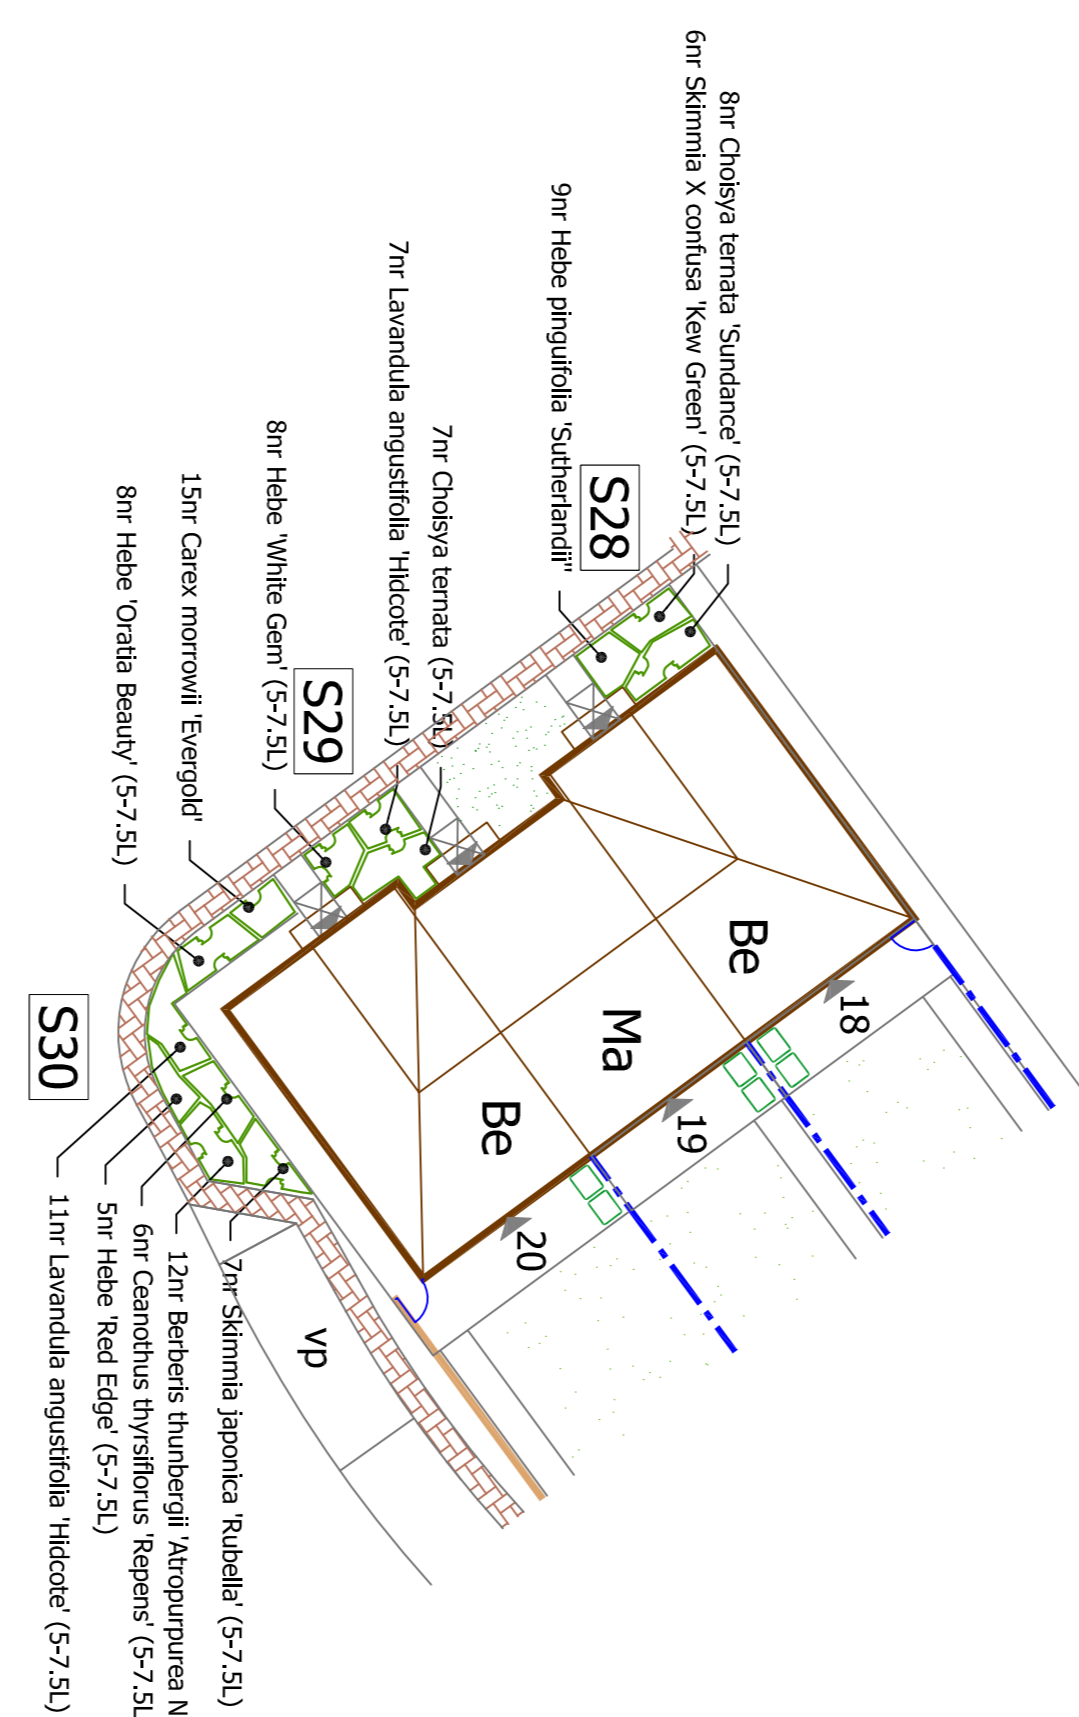 8nr Choisya ternata 'Sundance' (5-7.5L)
6nr Skimmia X confusa 'Kew Green' (5-7.5L)
9nr Hebe pinguifolia 'Sutherlandii''
S28
7nr Choisya ternata (5-7.5L)
7nr Lavandula angustifolia 'Hidcote' (5-7.5L)
S29
8nr Hebe 'White Gem' (5-7.5L)
15nr Carex morrowii 'Evergold'
8nr Hebe 'Oratia Beauty' (5-7.5L)
18
Be
19
Ma
20
Be
vp
S30
7nr Skimmia japonica 'Rubella' (5-7.5L)
12nr Berberis thunbergii 'Atropurpurea N
6nr Ceanothus thyrsiflorus 'Repens' (5-7.5L
5nr Hebe 'Red Edge' (5-7.5L)
11nr Lavandula angustifolia 'Hidcote' (5-7.5L)